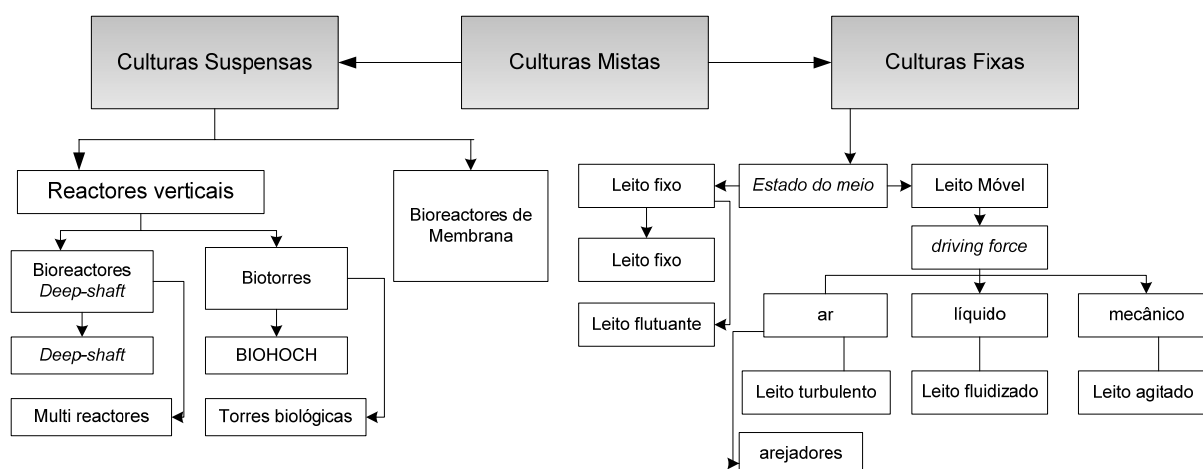 Culturas Suspensas
Culturas Mistas
Culturas Fixas
Reactores verticais
Bioreactores de
Membrana
Bioreactores
Deep-shaft
Biotorres
Deep-shaft
BIOHOCH
Multi reactores
Torres biológicas
Leito fixo
Estado do meio
Leito Móvel
Leito fixo
driving force
Leito flutuante
ar
líquido
mecânico
Leito turbulento
Leito fluidizado
Leito agitado
arejadores